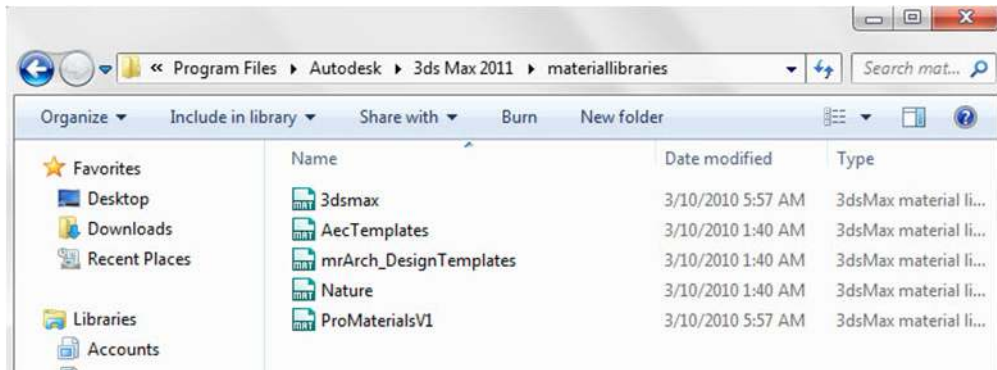 « Program Files ▸ Autodesk ▸ 3ds Max 2011 ▸ materiallibraries Search mat...
Organize Include in library Share with Burn New folder
Favorites
Desktop
Downloads
Recent Places
Libraries
Accounts
Name Date modified Type
3dsmax 3/10/2010 5:57 AM 3dsMax material li...
AecTemplates 3/10/2010 1:40 AM 3dsMax material li...
mrArch_DesignTemplates 3/10/2010 1:40 AM 3dsMax material li...
Nature 3/10/2010 1:40 AM 3dsMax material li...
ProMaterialsV1 3/10/2010 5:57 AM 3dsMax material li...